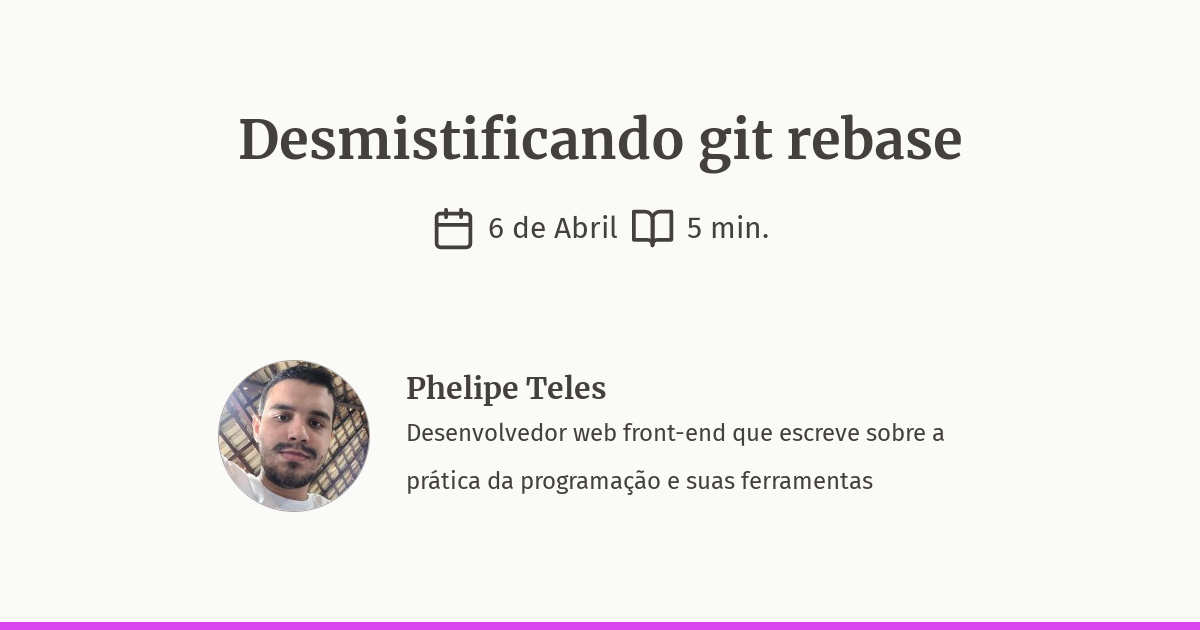 Desmistificando git rebase
6 de Abril 5 min.
Phelipe Teles
Desenvolvedor web front-end que escreve sobre a
prática da programação e suas ferramentas